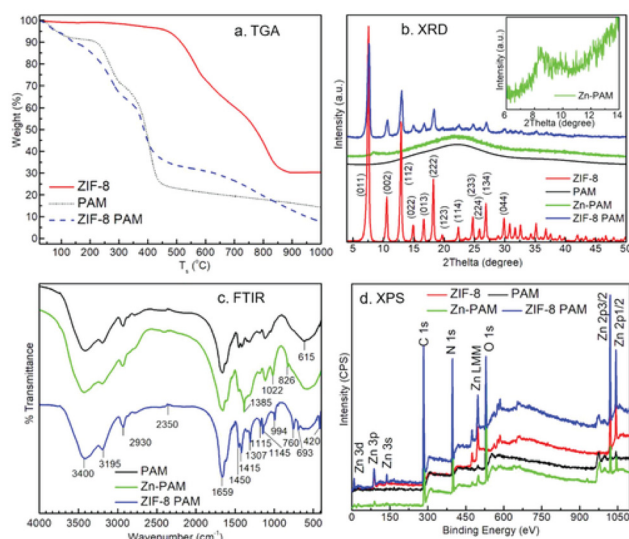 a. TGA
100
90
80
70
60
50
40
30
20
10
0
Weight (%)
ZIF-8
PAM
ZIF-8 PAM
200
400
600
800
1000
Ts (°C)
b. XRD
Intensity (a.u.)
Intensity (a.u.)
Zn-PAM
6
8
10
12
14
2Thelta (degree)
(011)
(002)
(112)
(022)
(013)
(222)
(123)
(114)
(233)
(224)
(134)
(044)
ZIF-8
PAM
Zn-PAM
ZIF-8 PAM
5
10
15
20
25
30
35
40
45
50
2Thelta (degree)
c. FTIR
% Transmittance
615
826
1022
1385
2350
2930
3195
3400
1659
1450
1415
1307
1115
1145
994
760
693
420
PAM
Zn-PAM
ZIF-8 PAM
4000
3500
3000
2500
2000
1500
1000
500
Wavenumber (cm-1)
d. XPS
ZIF-8
PAM
Zn-PAM
ZIF-8 PAM
Intensity (CPS)
Zn 3d
Zn 3p
Zn 3s
C 1s
N 1s
Zn LMM
O 1s
Zn 2p3/2
Zn 2p1/2
0
150
300
450
600
750
900
1050
Binding Energy (eV)